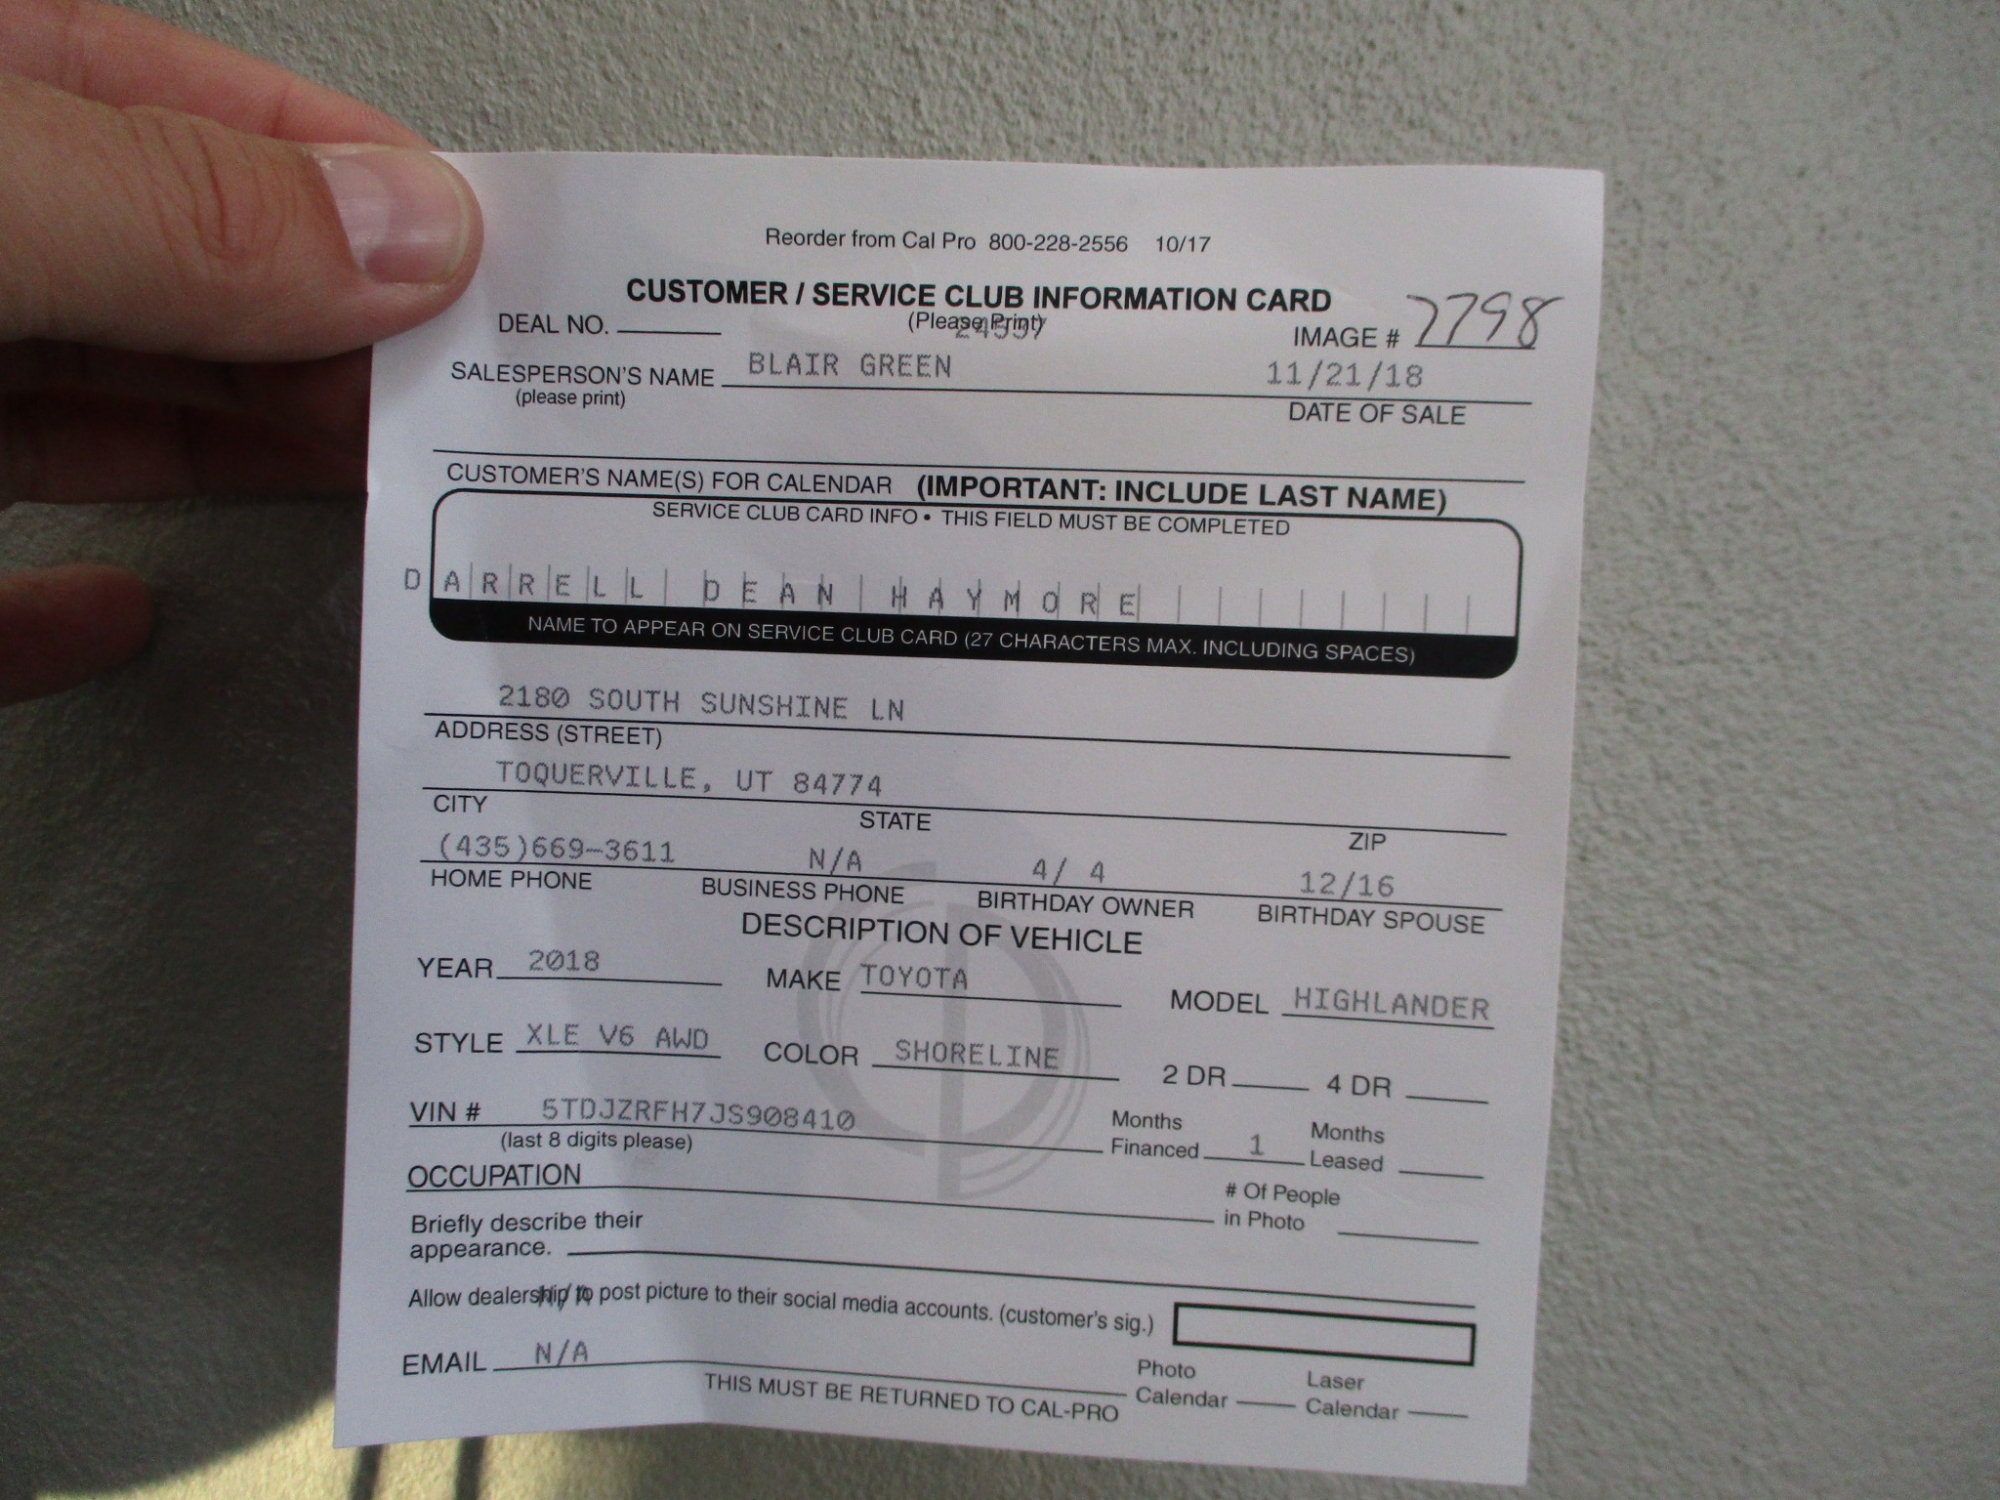 Reorder from Cal Pro 800-228-2556 10/17
CUSTOMER / SERVICE CLUB INFORMATION CARD
DEAL NO. (Please Print) IMAGE # 7798
SALESPERSON'S NAME BLAIR GREEN 11/21/18
(please print) DATE OF SALE
CUSTOMER'S NAME(S) FOR CALENDAR (IMPORTANT: INCLUDE LAST NAME)
SERVICE CLUB CARD INFO • THIS FIELD MUST BE COMPLETED
DARRELL DEAN HAYMORE
NAME TO APPEAR ON SERVICE CLUB CARD (27 CHARACTERS MAX. INCLUDING SPACES)
2180 SOUTH SUNSHINE LN
ADDRESS (STREET)
TOQUERVILLE, UT 84774
CITY STATE ZIP
(435)669-3611 N/A 4/ 4 12/16
HOME PHONE BUSINESS PHONE BIRTHDAY OWNER BIRTHDAY SPOUSE
DESCRIPTION OF VEHICLE
YEAR 2018 MAKE TOYOTA MODEL HIGHLANDER
STYLE XLE V6 AWD COLOR SHORELINE 2 DR 4 DR
VIN # 5TDJZRFH7JS908410 Months Financed 1 Months Leased
(last 8 digits please)
OCCUPATION # Of People in Photo
Briefly describe their
appearance.
Allow dealership to post picture to their social media accounts. (customer's sig.)
N/A
EMAIL N/A Photo Calendar Laser Calendar
THIS MUST BE RETURNED TO CAL-PRO